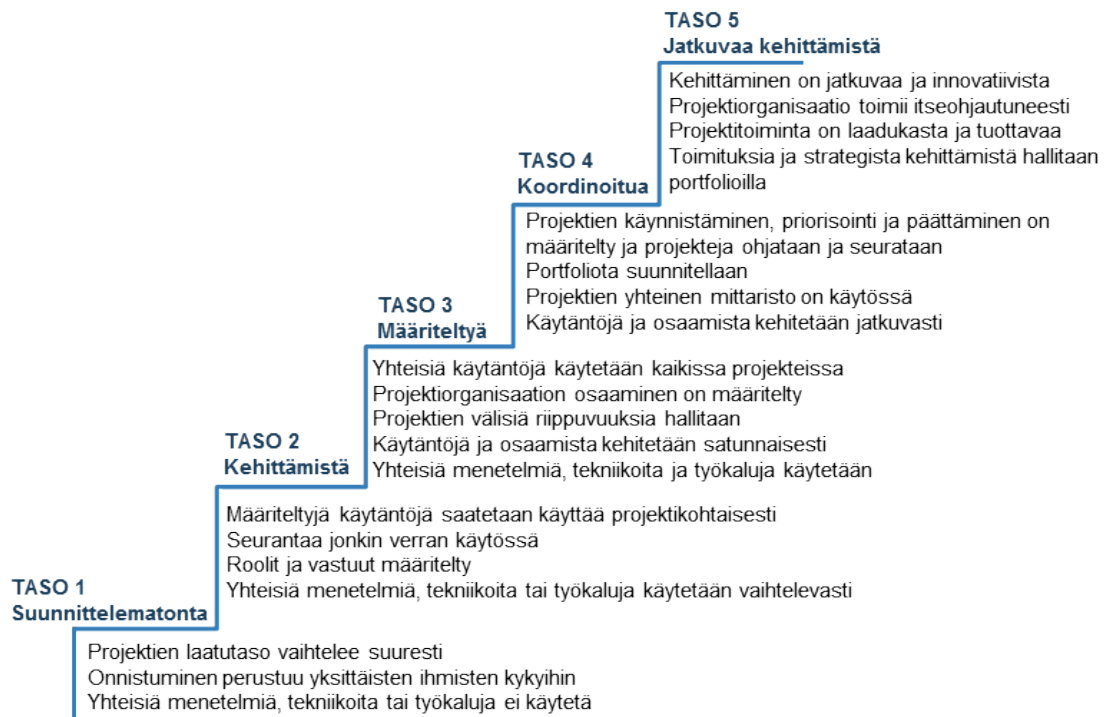 TASO 5
Jatkuvaa kehittämistä
Kehittäminen on jatkuvaa ja innovatiivista
Projektiorganisaatio toimii itseohjautuneesti
Projektitoiminta on laadukasta ja tuottavaa
Toimituksia ja strategista kehittämistä hallitaan
portfolioilla
TASO 4
Koordinoitua
Projektien käynnistäminen, priorisointi ja päättäminen on
määritelty ja projekteja ohjataan ja seurataan
Portfoliota suunnitellaan
Projektien yhteinen mittaristo on käytössä
Käytäntöjä ja osaamista kehitetään jatkuvasti
TASO 3
Määriteltyä
Yhteisiä käytäntöjä käytetään kaikissa projekteissa
Projektiorganisaation osaaminen on määritelty
Projektien välisiä riippuvuuksia hallitaan
Käytäntöjä ja osaamista kehitetään satunnaisesti
Yhteisiä menetelmiä, tekniikoita ja työkaluja käytetään
TASO 2
Kehittämistä
Määriteltyjä käytäntöjä saatetaan käyttää projektikohtaisesti
Seurantaa jonkin verran käytössä
Roolit ja vastuut määritelty
Yhteisiä menetelmiä, tekniikoita tai työkaluja käytetään vaihtelevasti
TASO 1
Suunnittelematonta
Projektien laatutaso vaihtelee suuresti
Onnistuminen perustuu yksittäisten ihmisten kykyihin
Yhteisiä menetelmiä, tekniikoita tai työkaluja ei käytetä